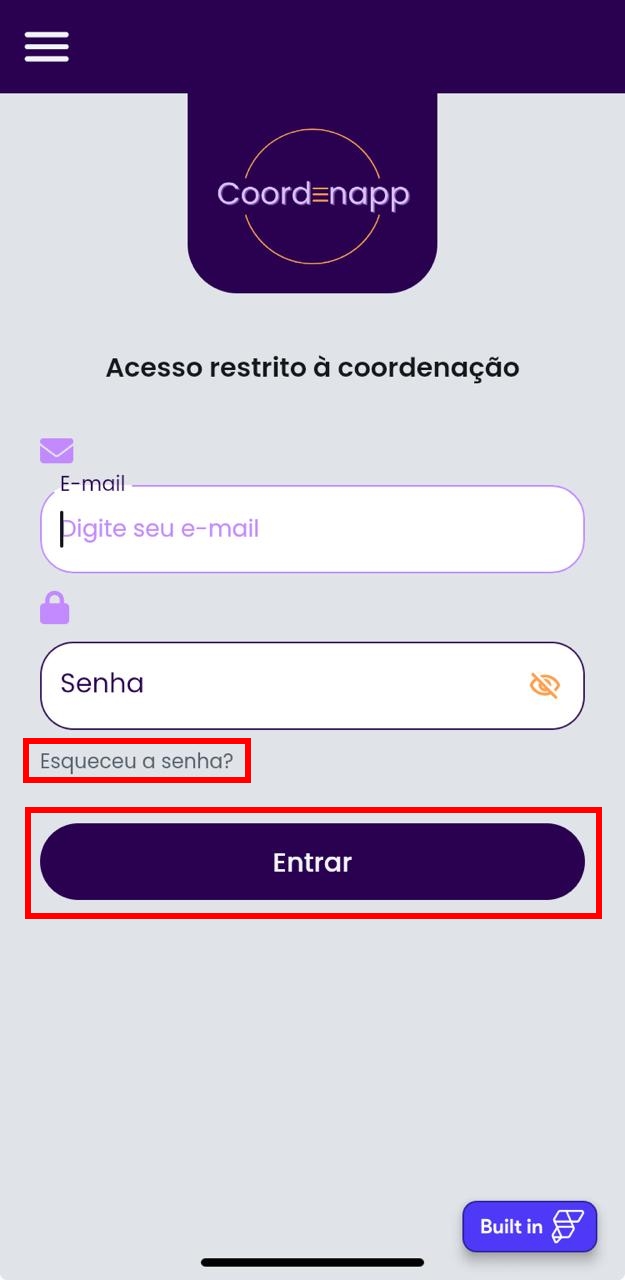 Coordenapp
Acesso restrito à coordenação
E-mail
Digite seu e-mail
Senha
Esqueceu a senha?
Entrar
Built in